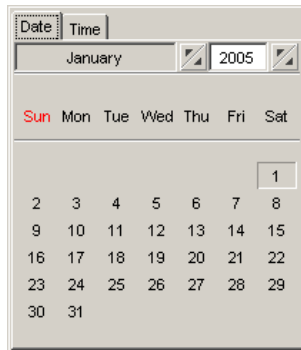 Date Time
January 2005
Sun Mon Tue Wed Thu Fri Sat
1
2 3 4 5 6 7 8
9 10 11 12 13 14 15
16 17 18 19 20 21 22
23 24 25 26 27 28 29
30 31